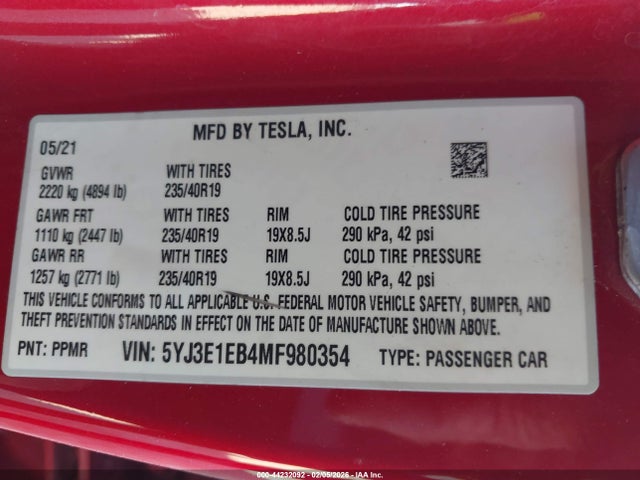 MFD BY TESLA, INC.
05/21
GVWR WITH TIRES
2220 kg (4894 lb) 235/40R19
GAWR FRT WITH TIRES RIM COLD TIRE PRESSURE
1110 kg (2447 lb) 235/40R19 19X8.5J 290 kPa, 42 psi
GAWR RR WITH TIRES RIM COLD TIRE PRESSURE
1257 kg (2771 lb) 235/40R19 19X8.5J 290 kPa, 42 psi
THIS VEHICLE CONFORMS TO ALL APPLICABLE U.S. FEDERAL MOTOR VEHICLE SAFETY, BUMPER, AND
THEFT PREVENTION STANDARDS IN EFFECT ON THE DATE OF MANUFACTURE SHOWN ABOVE.
PNT: PPMR VIN: 5YJ3E1EB4MF980354 TYPE: PASSENGER CAR
000-44232092 - 02/05/2026 - IAA Inc.